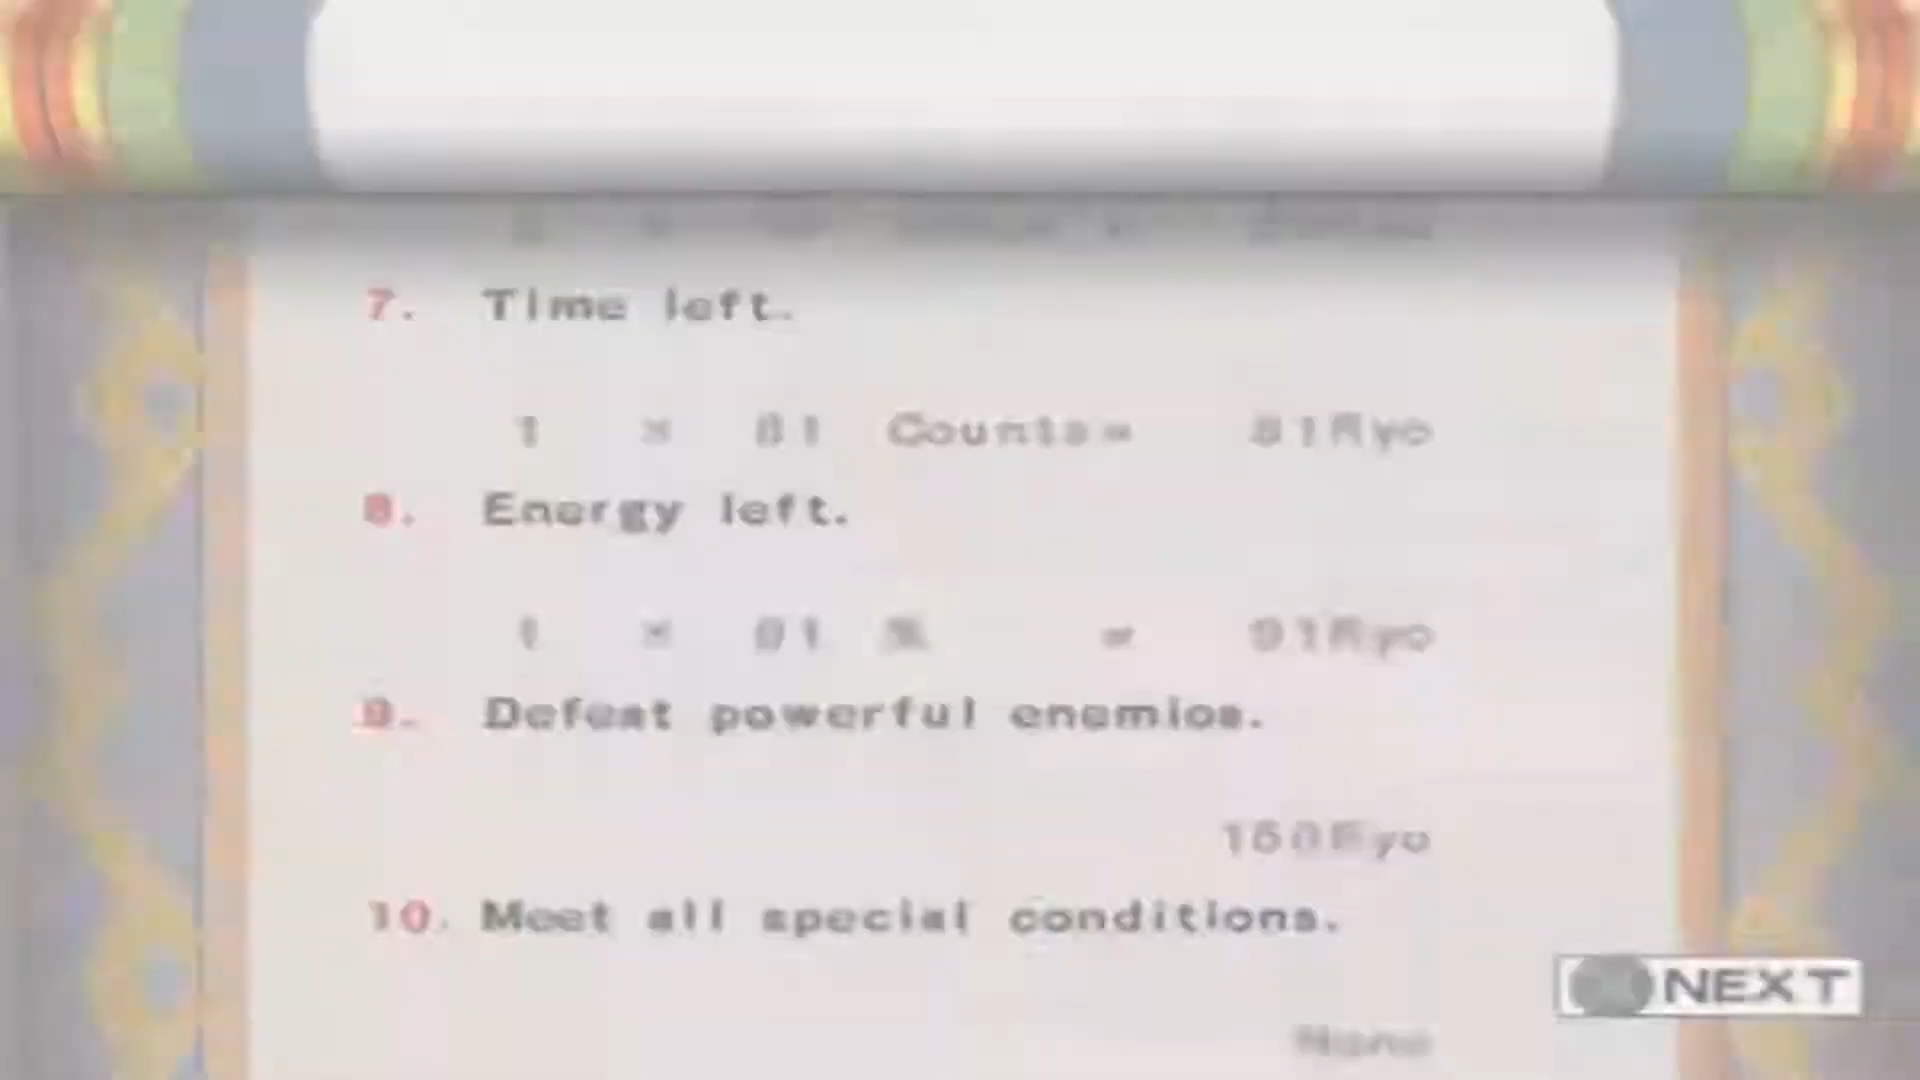 7. Time left.
1 × 81 Counts= 81Ryo
8. Energy left.
1 × 91 % = 91Ryo
9. Defeat powerful enemies.
10. Meet all special conditions.
None
NEXT